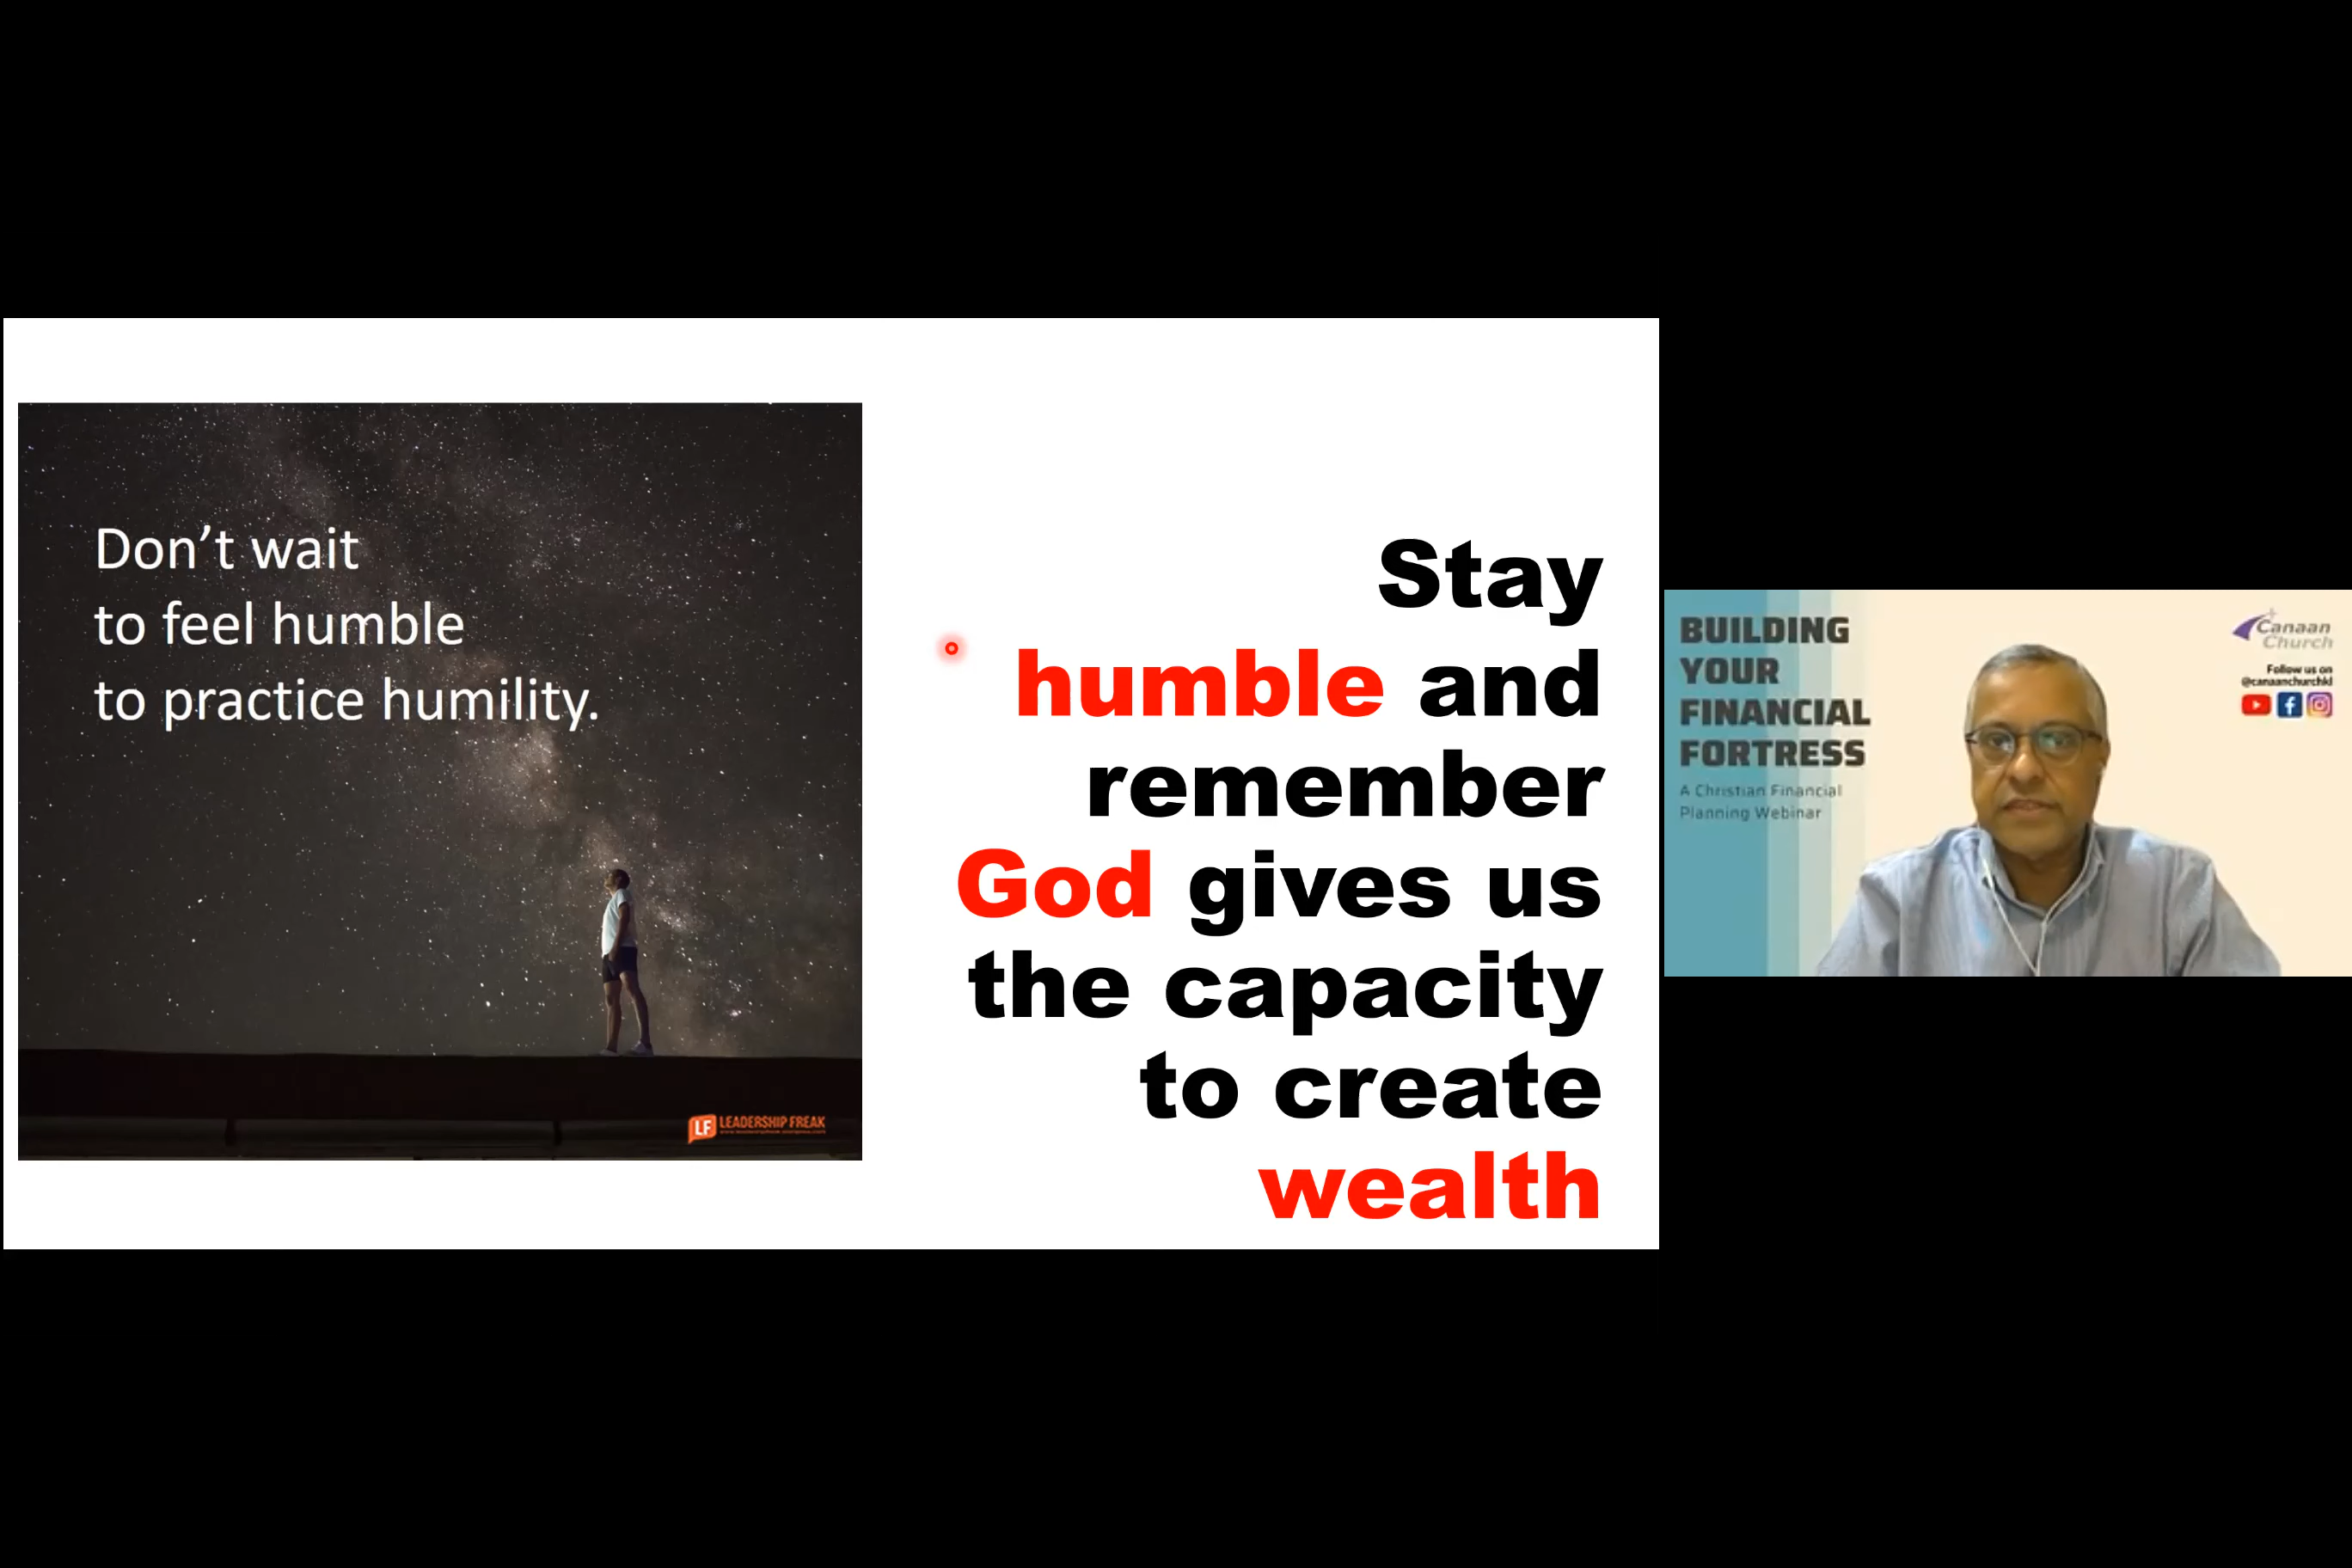 Don't wait
to feel humble
to practice humility.
LF LEADERSHIP FREAK
Stay
humble and
remember
God gives us
the capacity
to create
wealth
BUILDING
YOUR
FINANCIAL
FORTRESS
A Christian Financial
Planning Webinar
Canaan
Church
Follow us on
@canaanchurchkl